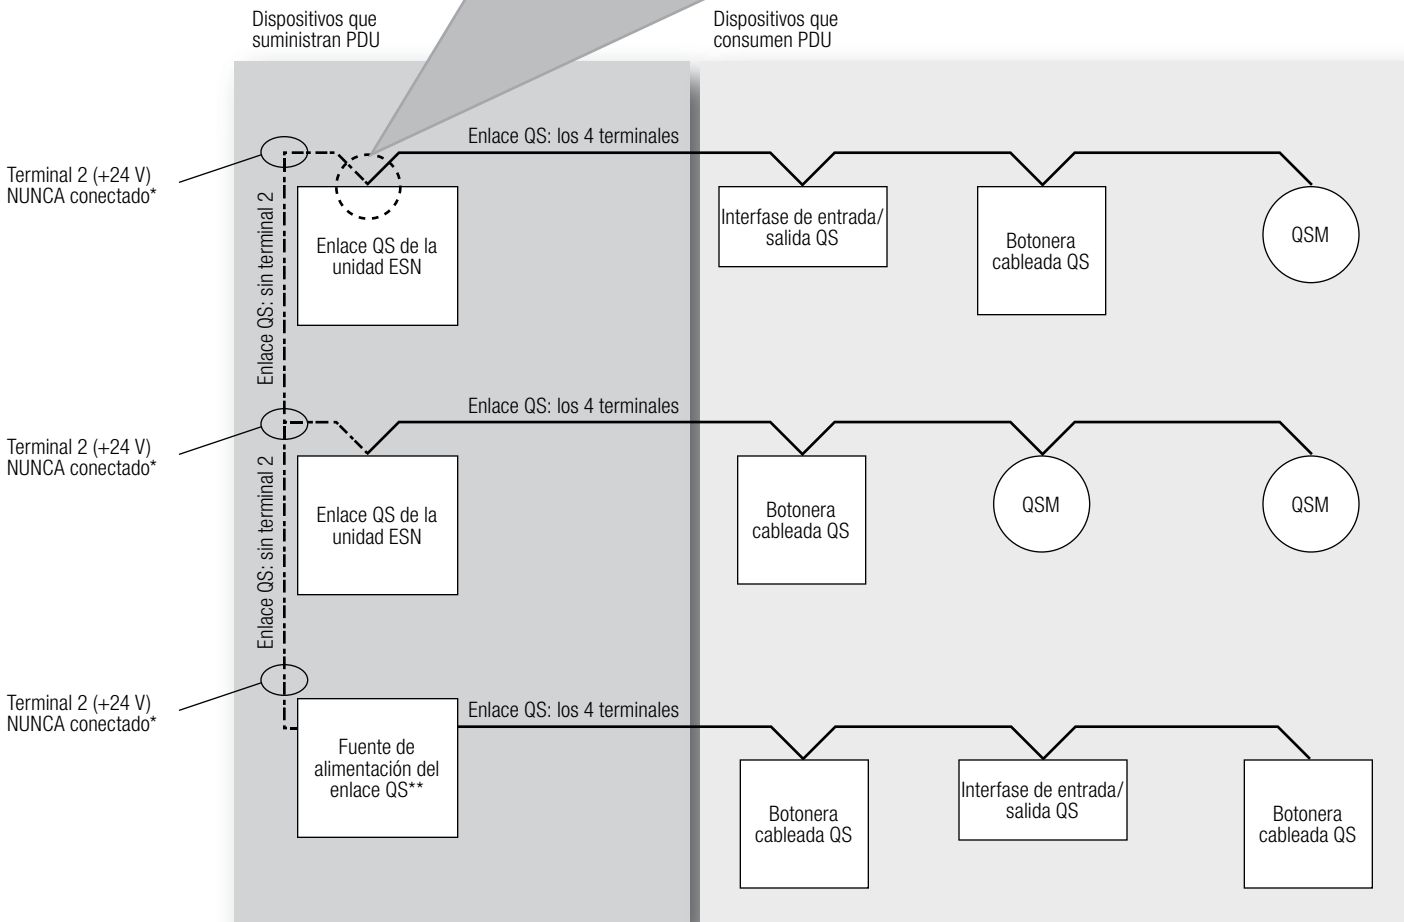 Dispositivos que
suministran PDU
Dispositivos que
consumen PDU
Enlace QS: los 4 terminales
Terminal 2 (+24 V)
NUNCA conectado*
Enlace QS: sin terminal 2
Enlace QS de la
unidad ESN
Interfase de entrada/
salida QS
Botonera
cableada QS
QSM
Enlace QS: los 4 terminales
Terminal 2 (+24 V)
NUNCA conectado*
Enlace QS: sin terminal 2
Enlace QS de la
unidad ESN
Botonera
cableada QS
QSM
QSM
Terminal 2 (+24 V)
NUNCA conectado*
Enlace QS: los 4 terminales
Fuente de
alimentación del
enlace QS**
Botonera
cableada QS
Interfase de entrada/
salida QS
Botonera
cableada QS